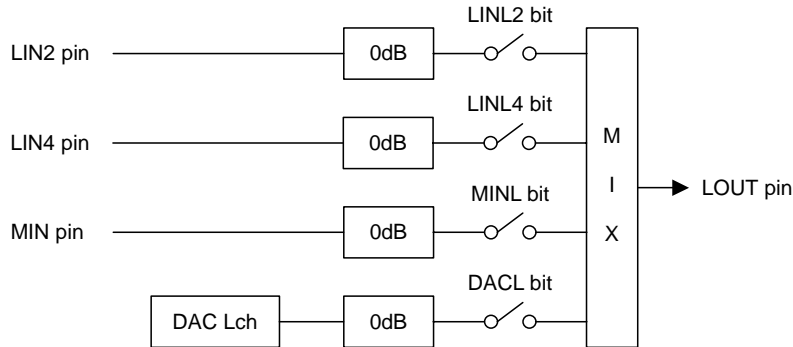 LINL2 bit
LIN2 pin
0dB
LINL4 bit
LIN4 pin
0dB
M
I
X
LOUT pin
MINL bit
MIN pin
0dB
DACL bit
DAC Lch
0dB